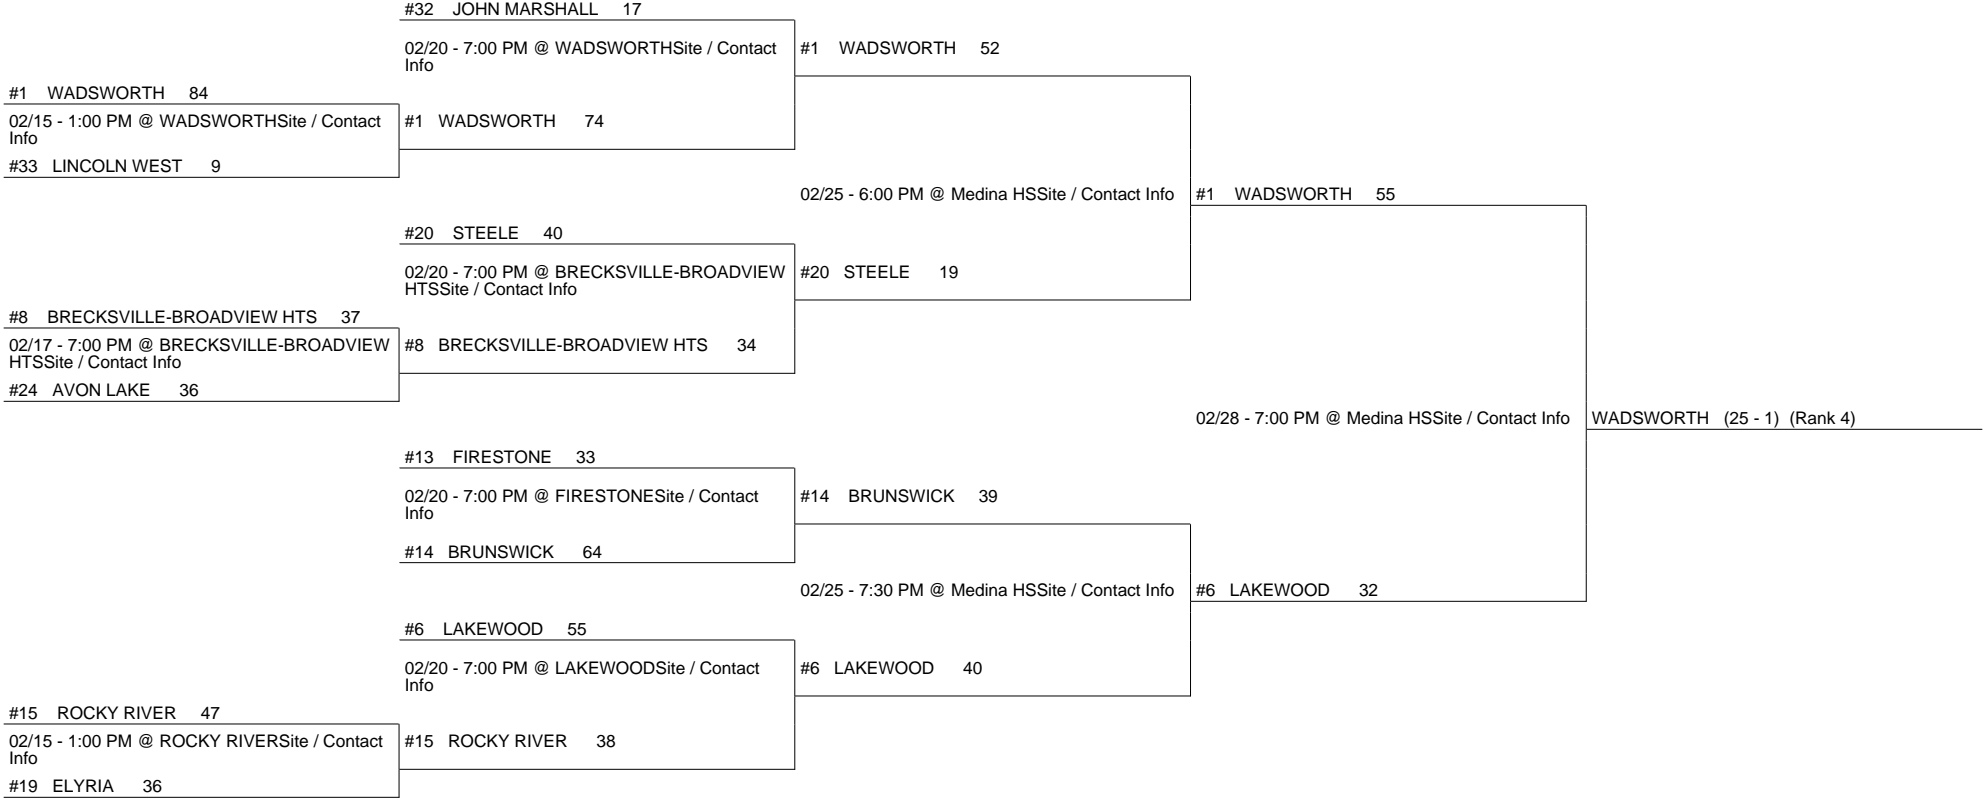 #32 JOHN MARSHALL 17
02/20 - 7:00 PM @ WADSWORTHSite / Contact
Info
#1 WADSWORTH 52
#1 WADSWORTH 84
02/15 - 1:00 PM @ WADSWORTHSite / Contact
Info
#1 WADSWORTH 74
#33 LINCOLN WEST 9
02/25 - 6:00 PM @ Medina HSSite / Contact Info
#1 WADSWORTH 55
#20 STEELE 40
02/20 - 7:00 PM @ BRECKSVILLE-BROADVIEW
HTSSite / Contact Info
#20 STEELE 19
#8 BRECKSVILLE-BROADVIEW HTS 37
02/17 - 7:00 PM @ BRECKSVILLE-BROADVIEW
HTSSite / Contact Info
#8 BRECKSVILLE-BROADVIEW HTS 34
#24 AVON LAKE 36
02/28 - 7:00 PM @ Medina HSSite / Contact Info
WADSWORTH (25 - 1) (Rank 4)
#13 FIRESTONE 33
02/20 - 7:00 PM @ FIRESTONESite / Contact
Info
#14 BRUNSWICK 39
#14 BRUNSWICK 64
02/25 - 7:30 PM @ Medina HSSite / Contact Info
#6 LAKEWOOD 32
#6 LAKEWOOD 55
02/20 - 7:00 PM @ LAKEWOODSite / Contact
Info
#6 LAKEWOOD 40
#15 ROCKY RIVER 47
02/15 - 1:00 PM @ ROCKY RIVERSite / Contact
Info
#15 ROCKY RIVER 38
#19 ELYRIA 36